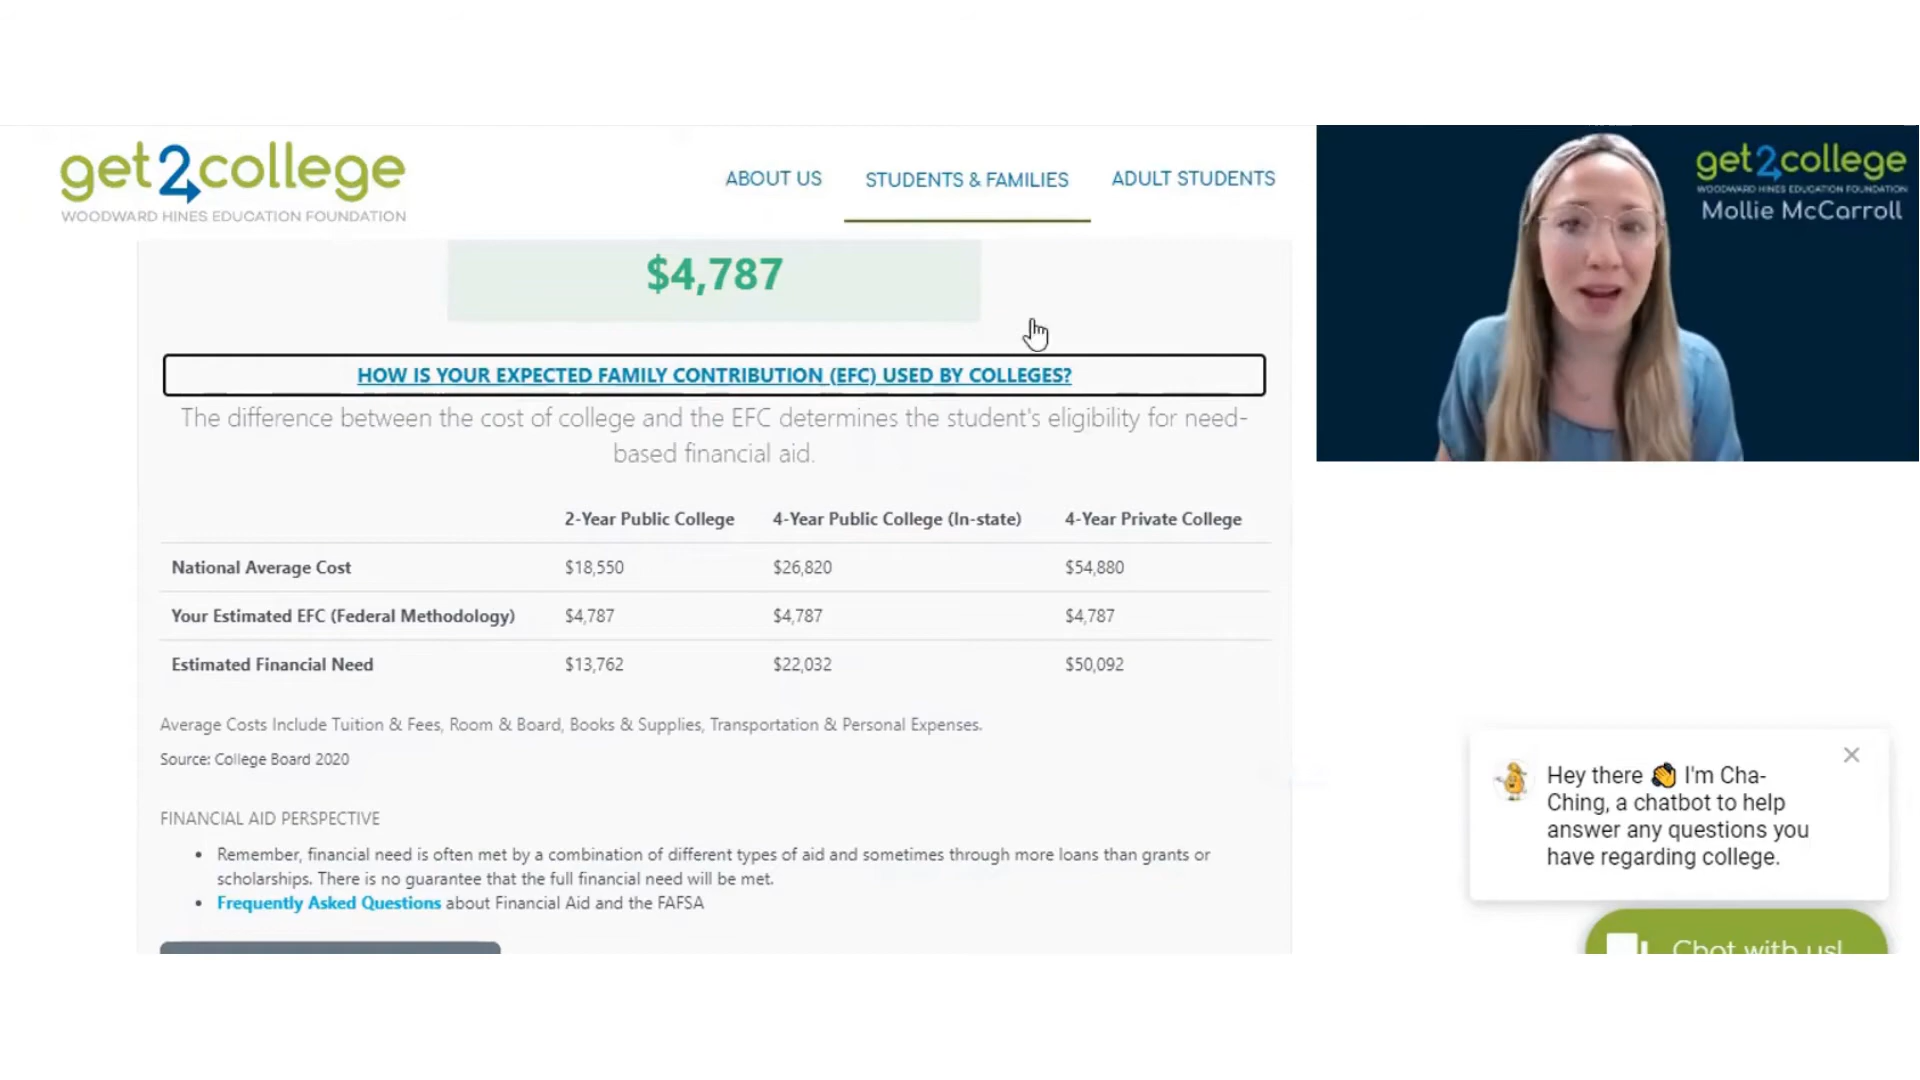 get2college
WOODWARD HINES EDUCATION FOUNDATION
ABOUT US
STUDENTS & FAMILIES
ADULT STUDENTS
get2college
WOODWARD HINES EDUCATION FOUNDATION
Mollie McCarroll
$4,787
HOW IS YOUR EXPECTED FAMILY CONTRIBUTION (EFC) USED BY COLLEGES?
The difference between the cost of college and the EFC determines the student's eligibility for need-
based financial aid.
2-Year Public College 4-Year Public College (In-state) 4-Year Private College
National Average Cost $18,550 $26,820 $54,880
Your Estimated EFC (Federal Methodology) $4,787 $4,787 $4,787
Estimated Financial Need $13,762 $22,032 $50,092
Average Costs Include Tuition & Fees, Room & Board, Books & Supplies, Transportation & Personal Expenses.
Source: College Board 2020
FINANCIAL AID PERSPECTIVE
• Remember, financial need is often met by a combination of different types of aid and sometimes through more loans than grants or
scholarships. There is no guarantee that the full financial need will be met.
• Frequently Asked Questions about Financial Aid and the FAFSA
Hey there 👋 I'm Cha-
Ching, a chatbot to help
answer any questions you
have regarding college.
Chat with us!